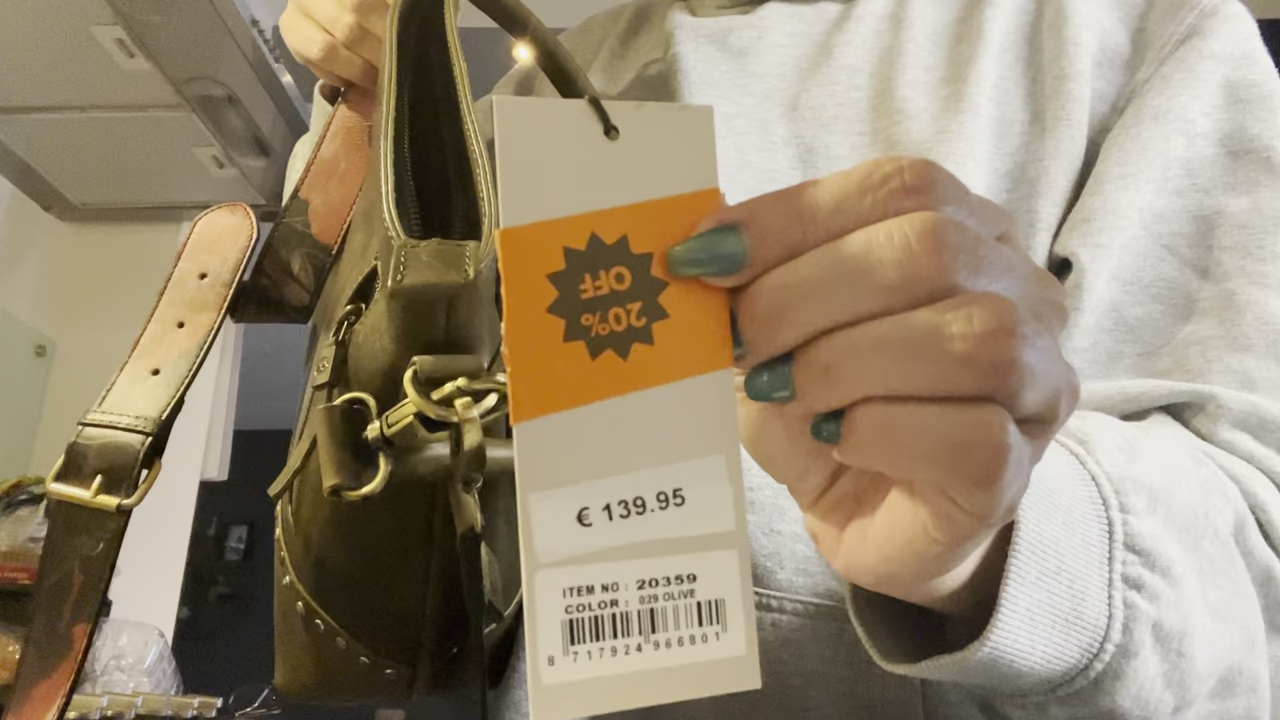 20%
OFF
€ 139.95
ITEM NO : 20359
COLOR : 029 OLIVE
8 717924 966801